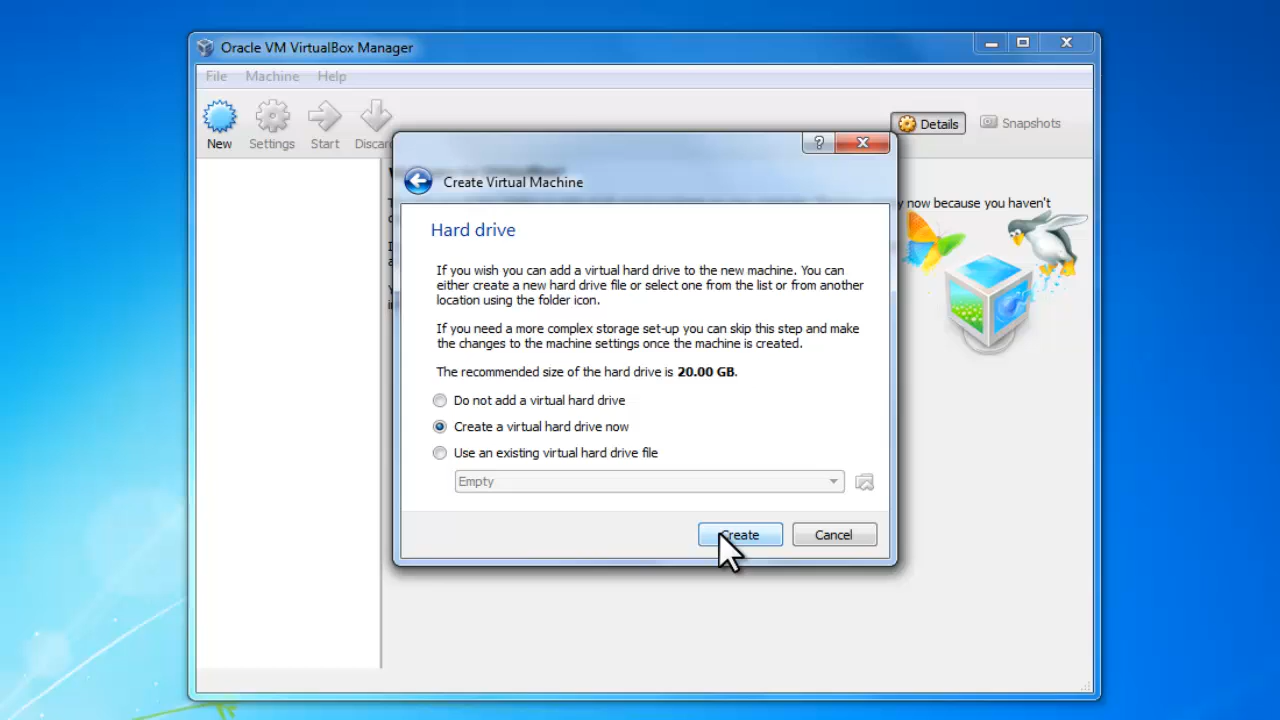 Oracle VM VirtualBox Manager
File Machine Help
New Settings Start Discar
Details Snapshots
Create Virtual Machine
y now because you haven't
Hard drive
If you wish you can add a virtual hard drive to the new machine. You can
either create a new hard drive file or select one from the list or from another
location using the folder icon.
If you need a more complex storage set-up you can skip this step and make
the changes to the machine settings once the machine is created.
The recommended size of the hard drive is 20.00 GB.
Do not add a virtual hard drive
Create a virtual hard drive now
Use an existing virtual hard drive file
Empty
Create Cancel